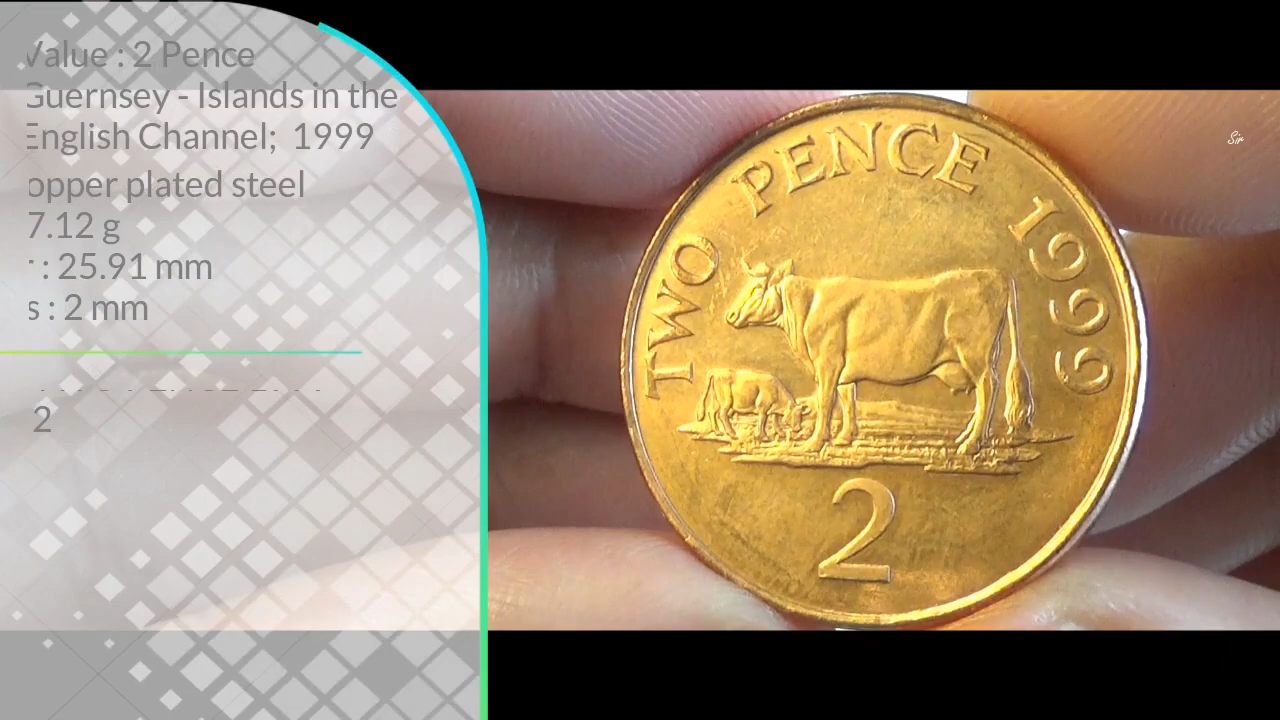 Value : 2 Pence
Guernsey - Islands in the
English Channel; 1999
opper plated steel
7.12 g
: 25.91 mm
s : 2 mm
2
TWO PENCE 1999
2
Sir